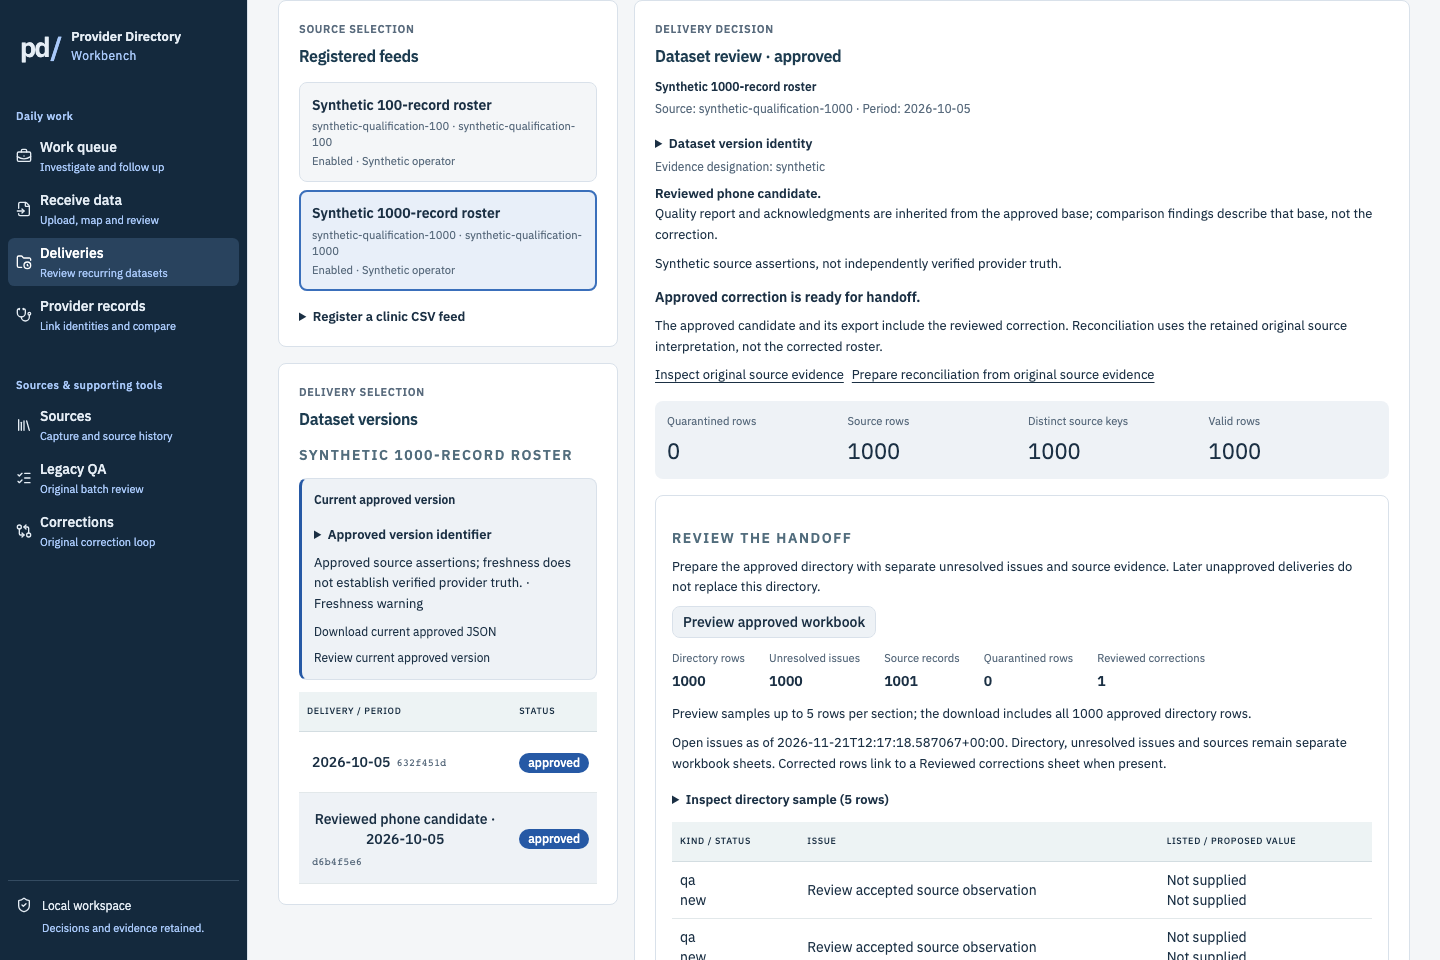 pd/
Provider Directory
Workbench
Daily work
Work queue
Investigate and follow up
Receive data
Upload, map and review
Deliveries
Review recurring datasets
Provider records
Link identities and compare
Sources & supporting tools
Sources
Capture and source history
Legacy QA
Original batch review
Corrections
Original correction loop
Local workspace
Decisions and evidence retained.
SOURCE SELECTION
Registered feeds
Synthetic 100-record roster
synthetic-qualification-100 · synthetic-qualification-
100
Enabled · Synthetic operator
Synthetic 1000-record roster
synthetic-qualification-1000 · synthetic-qualification-
1000
Enabled · Synthetic operator
Register a clinic CSV feed
DELIVERY SELECTION
Dataset versions
SYNTHETIC 1000-RECORD ROSTER
Current approved version
Approved version identifier
Approved source assertions; freshness does
not establish verified provider truth. ·
Freshness warning
Download current approved JSON
Review current approved version
DELIVERY / PERIOD STATUS
2026-10-05 632f451d approved
Reviewed phone candidate ·
2026-10-05
d6b4f5e6
approved
DELIVERY DECISION
Dataset review · approved
Synthetic 1000-record roster
Source: synthetic-qualification-1000 · Period: 2026-10-05
Dataset version identity
Evidence designation: synthetic
Reviewed phone candidate.
Quality report and acknowledgments are inherited from the approved base; comparison findings describe that base, not the
correction.
Synthetic source assertions, not independently verified provider truth.
Approved correction is ready for handoff.
The approved candidate and its export include the reviewed correction. Reconciliation uses the retained original source
interpretation, not the corrected roster.
Inspect original source evidence Prepare reconciliation from original source evidence
Quarantined rows Source rows Distinct source keys Valid rows
0 1000 1000 1000
REVIEW THE HANDOFF
Prepare the approved directory with separate unresolved issues and source evidence. Later unapproved deliveries do
not replace this directory.
Preview approved workbook
Directory rows Unresolved issues Source records Quarantined rows Reviewed corrections
1000 1000 1001 0 1
Preview samples up to 5 rows per section; the download includes all 1000 approved directory rows.
Open issues as of 2026-11-21T12:17:18.587067+00:00. Directory, unresolved issues and sources remain separate
workbook sheets. Corrected rows link to a Reviewed corrections sheet when present.
Inspect directory sample (5 rows)
KIND / STATUS ISSUE LISTED / PROPOSED VALUE
qa
new
Review accepted source observation
Not supplied
Not supplied
qa
new
Review accepted source observation
Not supplied
Not supplied